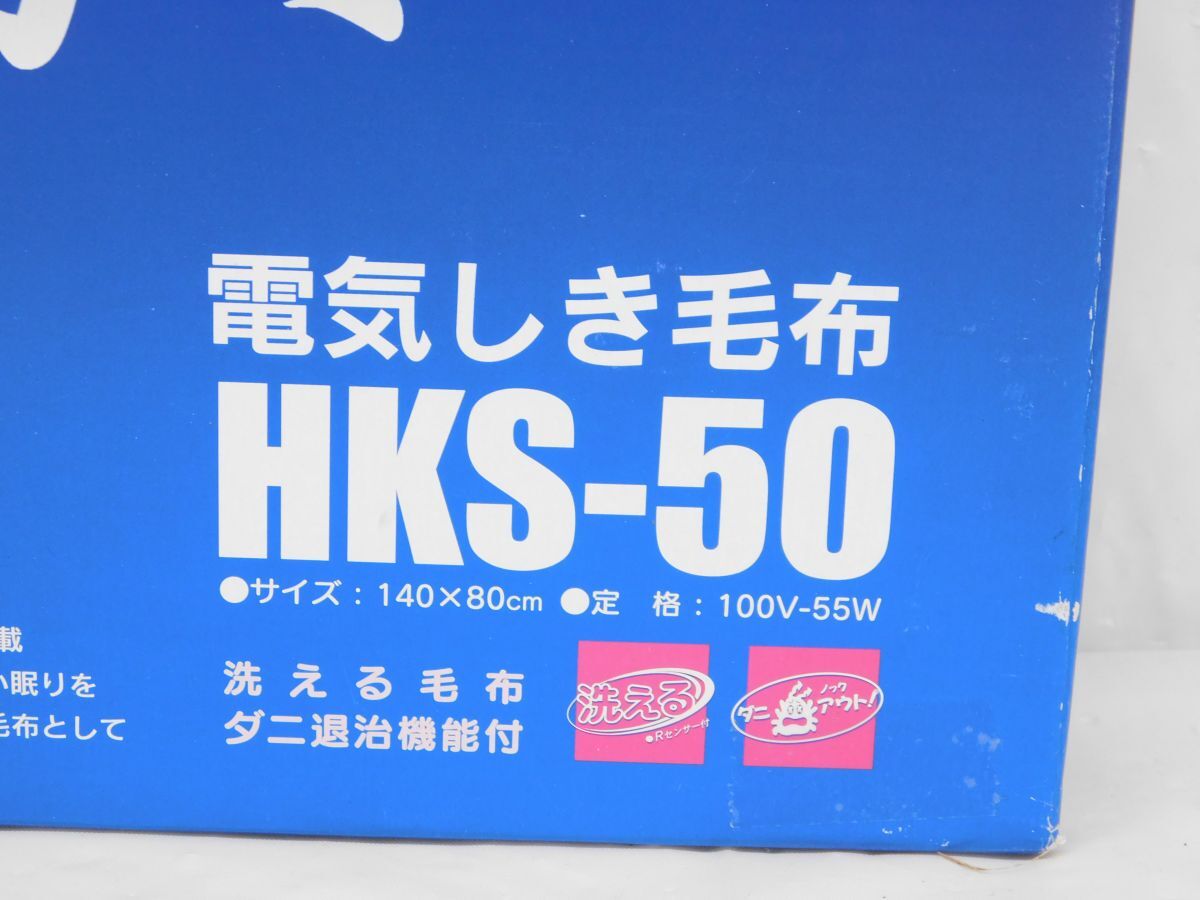 電気しき毛布
HKS-50
●サイズ：140×80cm ●定　格：100V-55W
載
い眠りを
毛布として
洗える毛布
ダニ退治機能付
洗える
●Rセンサー付
ダニ ノック アウト！